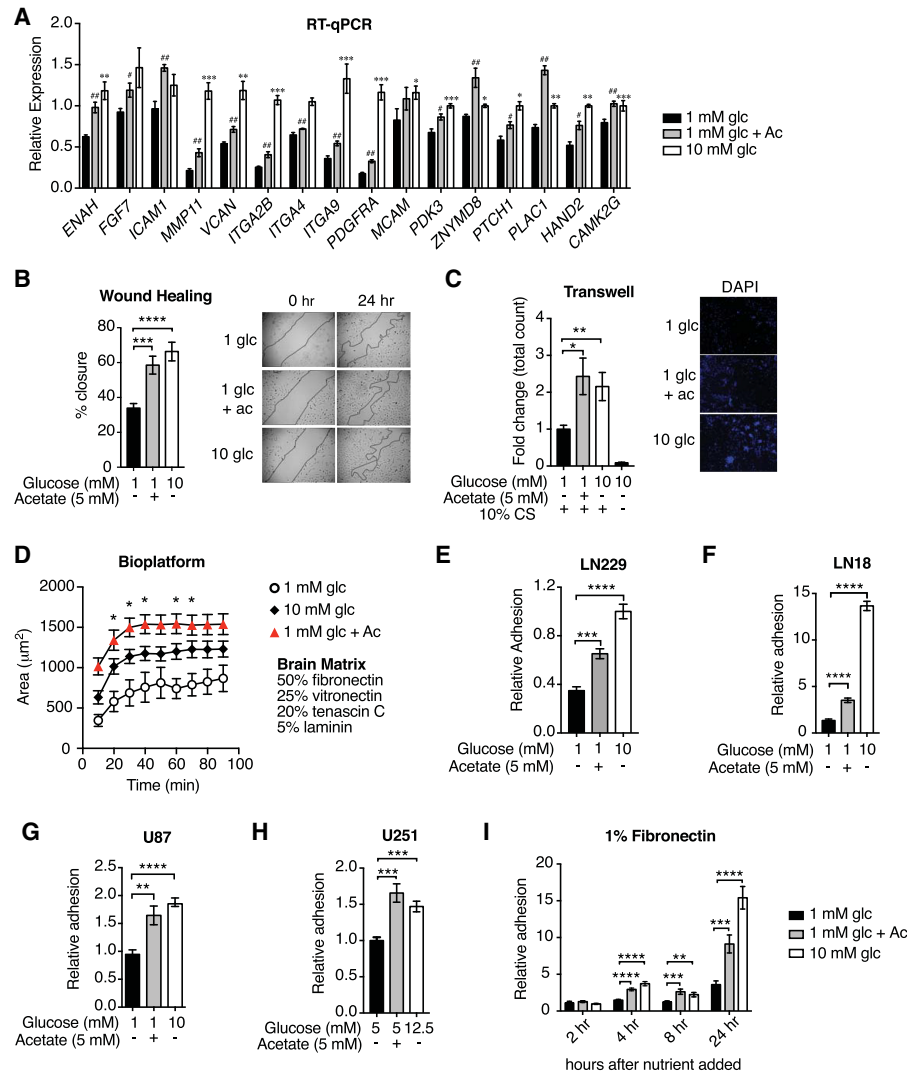 A
RT-qPCR
Relative Expression
2.0
1.5
1.0
0.5
0.0
## **
#
##
## ***
## **
## ***
##
## ***
## ***
*
# ***
## *
# *
## **
# **
## ***
ENAH
FGF7
ICAM1
MMP11
VCAN
ITGA2B
ITGA4
ITGA9
PDGFRA
MCAM
PDK3
ZNYMD8
PTCH1
PLAC1
HAND2
CAMK2G
1 mM glc
1 mM glc + Ac
10 mM glc
B
Wound Healing
% closure
80
60
40
20
0
****
***
Glucose (mM) 1 1 10
Acetate (5 mM) - + -
0 hr 24 hr
1 glc
1 glc
+ ac
10 glc
C
Transwell
Fold change (total count)
4
3
2
1
0
**
*
Glucose (mM) 1 1 10 10
Acetate (5 mM) - + - -
10% CS + + + -
DAPI
1 glc
1 glc
+ ac
10 glc
D
Bioplatform
Area (μm2)
2000
1500
1000
500
0
* * * * *
0 20 40 60 80 100
Time (min)
1 mM glc
10 mM glc
1 mM glc + Ac
Brain Matrix
50% fibronectin
25% vitronectin
20% tenascin C
5% laminin
E
LN229
Relative Adhesion
1.2
0.8
0.4
0.0
****
***
Glucose (mM) 1 1 10
Acetate (5 mM) - + -
F
LN18
Relative adhesion
15
10
5
0
****
****
Glucose (mM) 1 1 10
Acetate (5 mM) - + -
G
U87
Relative adhesion
2.5
2.0
1.5
1.0
0.5
0.0
****
**
Glucose (mM) 1 1 10
Acetate (5 mM) - + -
H
U251
Relative adhesion
2.0
1.5
1.0
0.5
0.0
***
***
Glucose (mM) 5 5 12.5
Acetate (5 mM) - + -
I
1% Fibronectin
Relative adhesion
20
15
10
5
0
****
****
**
***
****
***
2 hr
4 hr
8 hr
24 hr
hours after nutrient added
1 mM glc
1 mM glc + Ac
10 mM glc